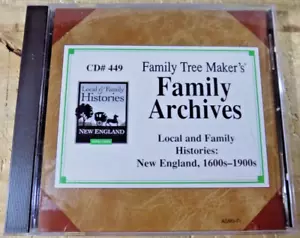 CD# 449
Family Tree Maker's®
Family
Archives
Local and Family
Histories:
New England, 1600s–1900s
Local & Family
Histories
NEW ENGLAND